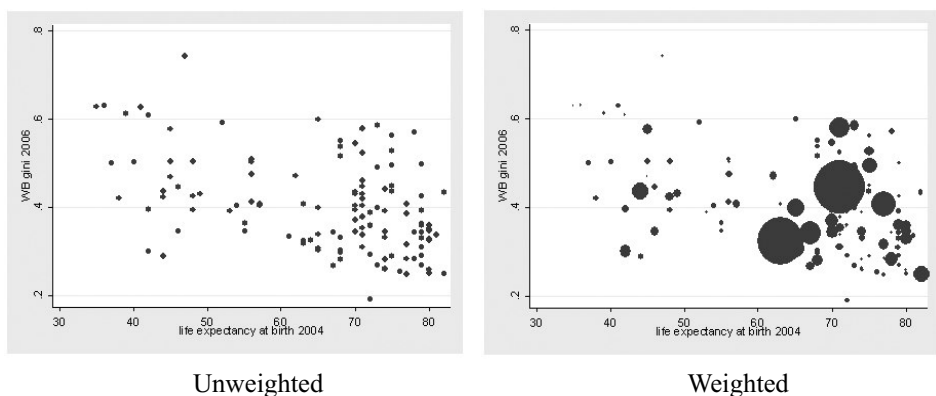 .8
.6
.4
.2
WB gini 2006
30 40 50 60 70 80
life expectancy at birth 2004
Unweighted
.8
.6
.4
.2
WB gini 2006
30 40 50 60 70 80
life expectancy at birth 2004
Weighted